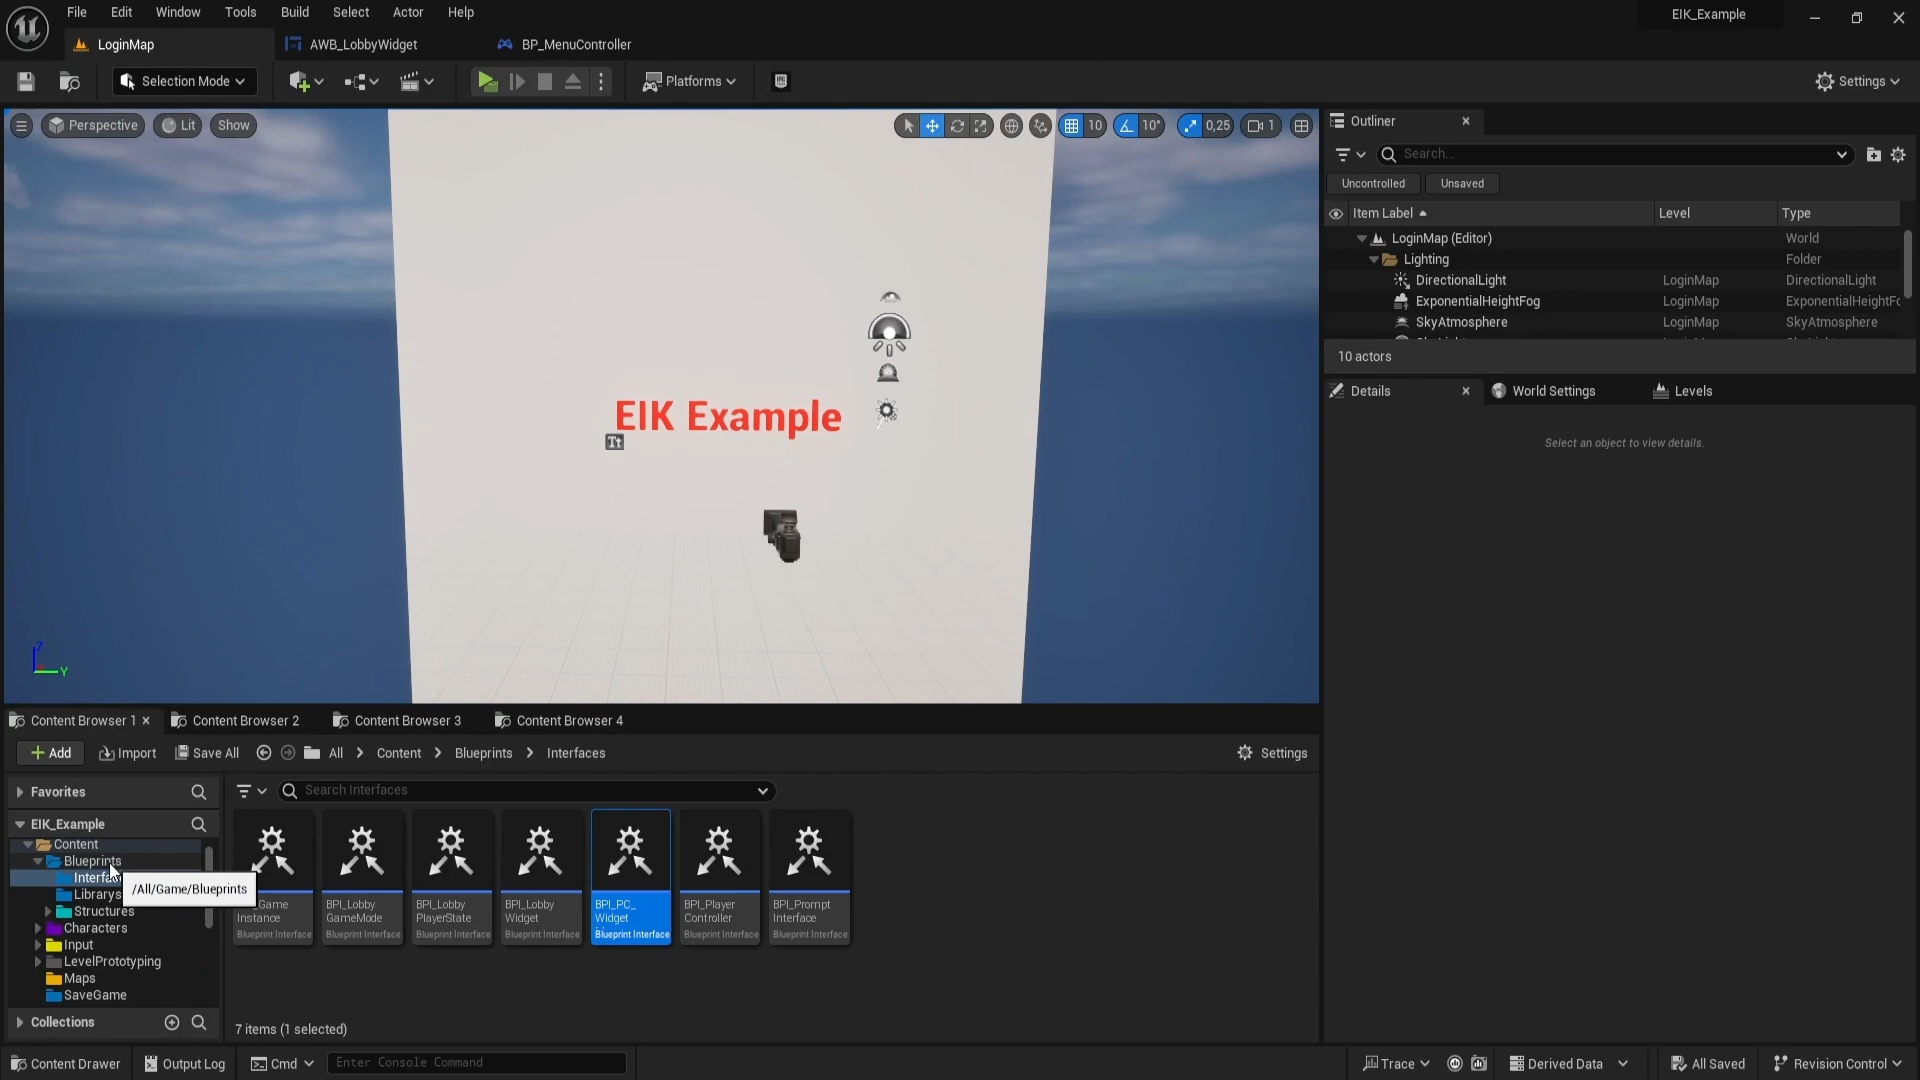 File Edit Window Tools Build Select Actor Help
EIK_Example
LoginMap
AWB_LobbyWidget
BP_MenuController
Selection Mode
Platforms
Settings
Perspective
Lit
Show
10
10°
0,25
1
EIK Example
Tt
Z
Y
Outliner
Search...
Uncontrolled
Unsaved
Item Label
Level
Type
LoginMap (Editor)
World
Lighting
Folder
DirectionalLight
LoginMap
DirectionalLight
ExponentialHeightFog
LoginMap
ExponentialHeightFo
SkyAtmosphere
LoginMap
SkyAtmosphere
10 actors
Details
World Settings
Levels
Select an object to view details.
Content Browser 1
Content Browser 2
Content Browser 3
Content Browser 4
Add
Import
Save All
All
Content
Blueprints
Interfaces
Settings
Favorites
Search Interfaces
EIK_Example
Content
Blueprints
Interfa
/All/Game/Blueprints
Librarys
Structures
Characters
Input
LevelPrototyping
Maps
SaveGame
Collections
Game
Instance
Blueprint Interface
BPI_Lobby
GameMode
Blueprint Interface
BPI_Lobby
PlayerState
Blueprint Interface
BPI_Lobby
Widget
Blueprint Interface
BPI_PC_
Widget
Blueprint Interface
BPI_Player
Controller
Blueprint Interface
BPI_Prompt
Interface
Blueprint Interface
7 items (1 selected)
Content Drawer
Output Log
Cmd
Enter Console Command
Trace
Derived Data
All Saved
Revision Control